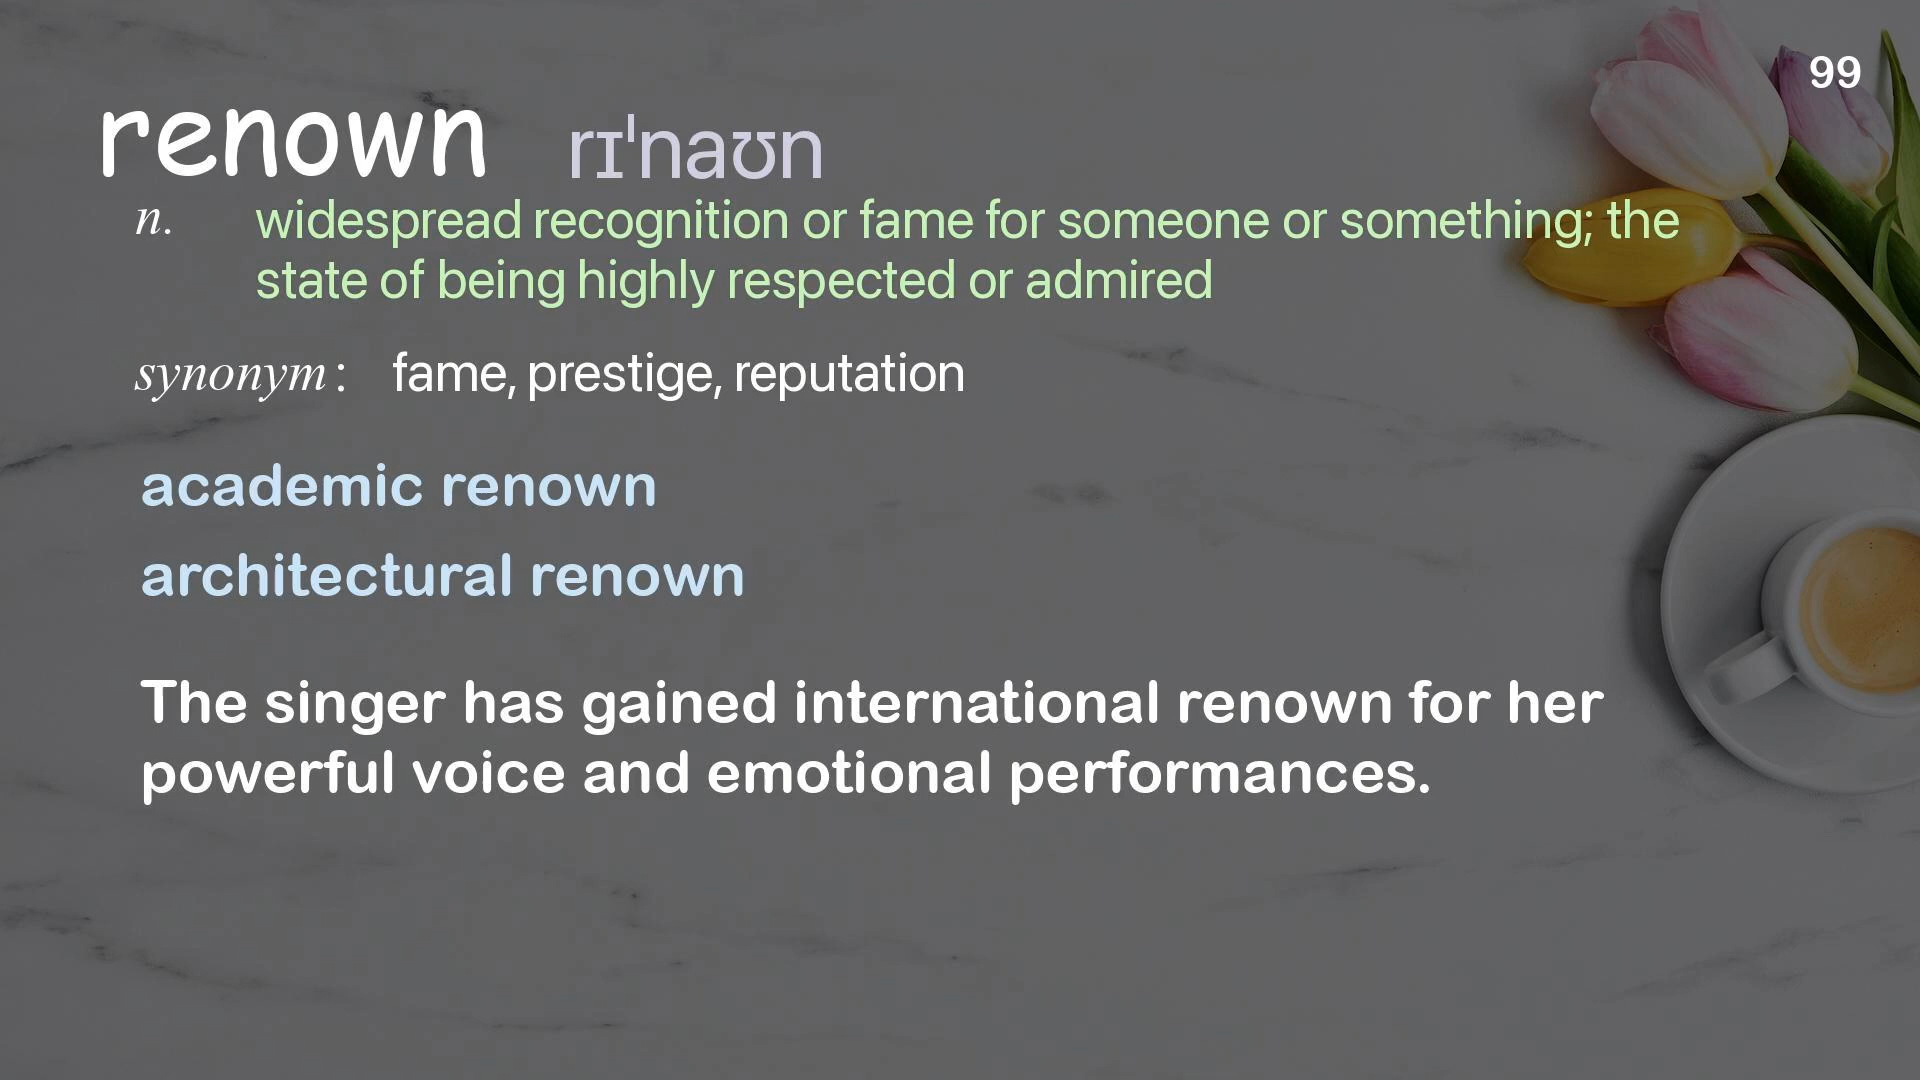 99
renown rɪˈnaʊn
n. widespread recognition or fame for someone or something; the
state of being highly respected or admired
synonym : fame, prestige, reputation
academic renown
architectural renown
The singer has gained international renown for her
powerful voice and emotional performances.